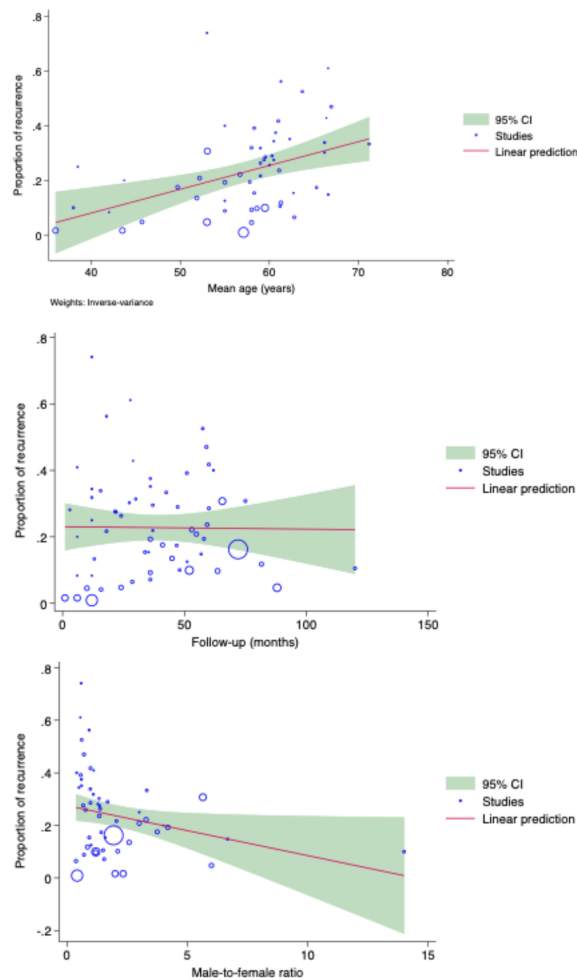 .8
.6
.4
.2
0
Proportion of recurrence
40 50 60 70 80
Mean age (years)
Weights: Inverse-variance
95% CI
Studies
Linear prediction
.8
.6
.4
.2
0
Proportion of recurrence
0 50 100 150
Follow-up (months)
95% CI
Studies
Linear prediction
.8
.6
.4
.2
0
-.2
Proportion of recurrence
0 5 10 15
Male-to-female ratio
95% CI
Studies
Linear prediction